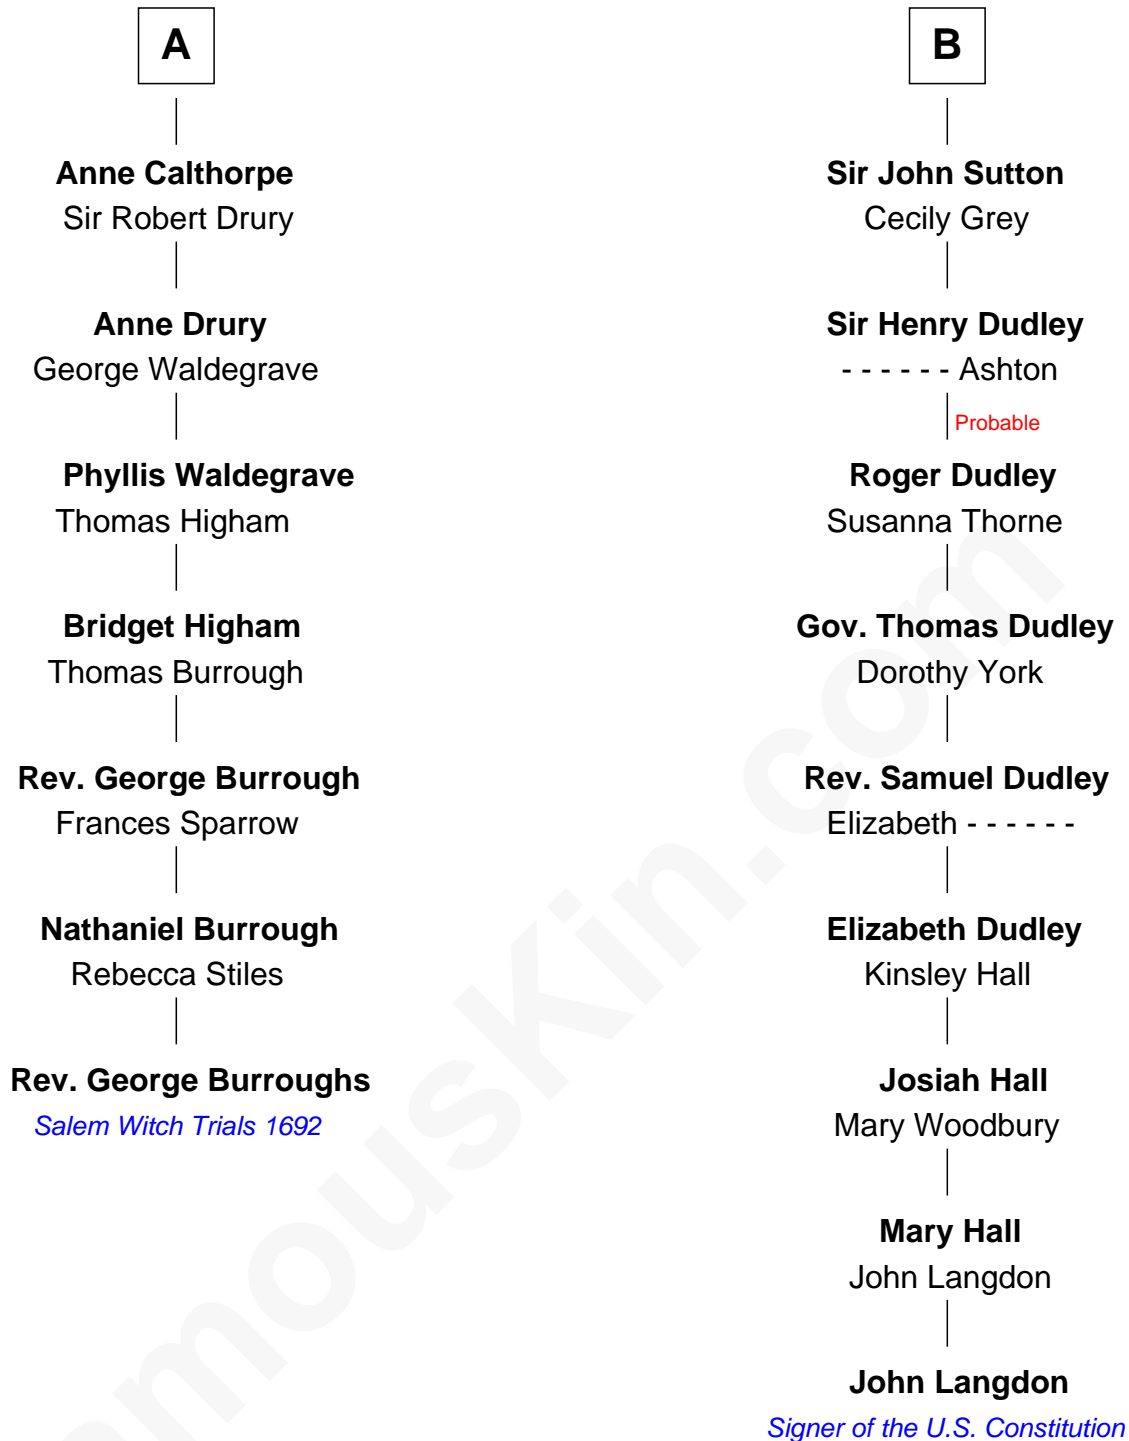 A
Anne Calthorpe
Sir Robert Drury
Anne Drury
George Waldegrave
Phyllis Waldegrave
Thomas Higham
Bridget Higham
Thomas Burrough
Rev. George Burrough
Frances Sparrow
Nathaniel Burrough
Rebecca Stiles
Rev. George Burroughs
Salem Witch Trials 1692
B
Sir John Sutton
Cecily Grey
Sir Henry Dudley
- - - - - - Ashton
Probable
Roger Dudley
Susanna Thorne
Gov. Thomas Dudley
Dorothy York
Rev. Samuel Dudley
Elizabeth - - - - - -
Elizabeth Dudley
Kinsley Hall
Josiah Hall
Mary Woodbury
Mary Hall
John Langdon
John Langdon
Signer of the U.S. Constitution
amouskin.com